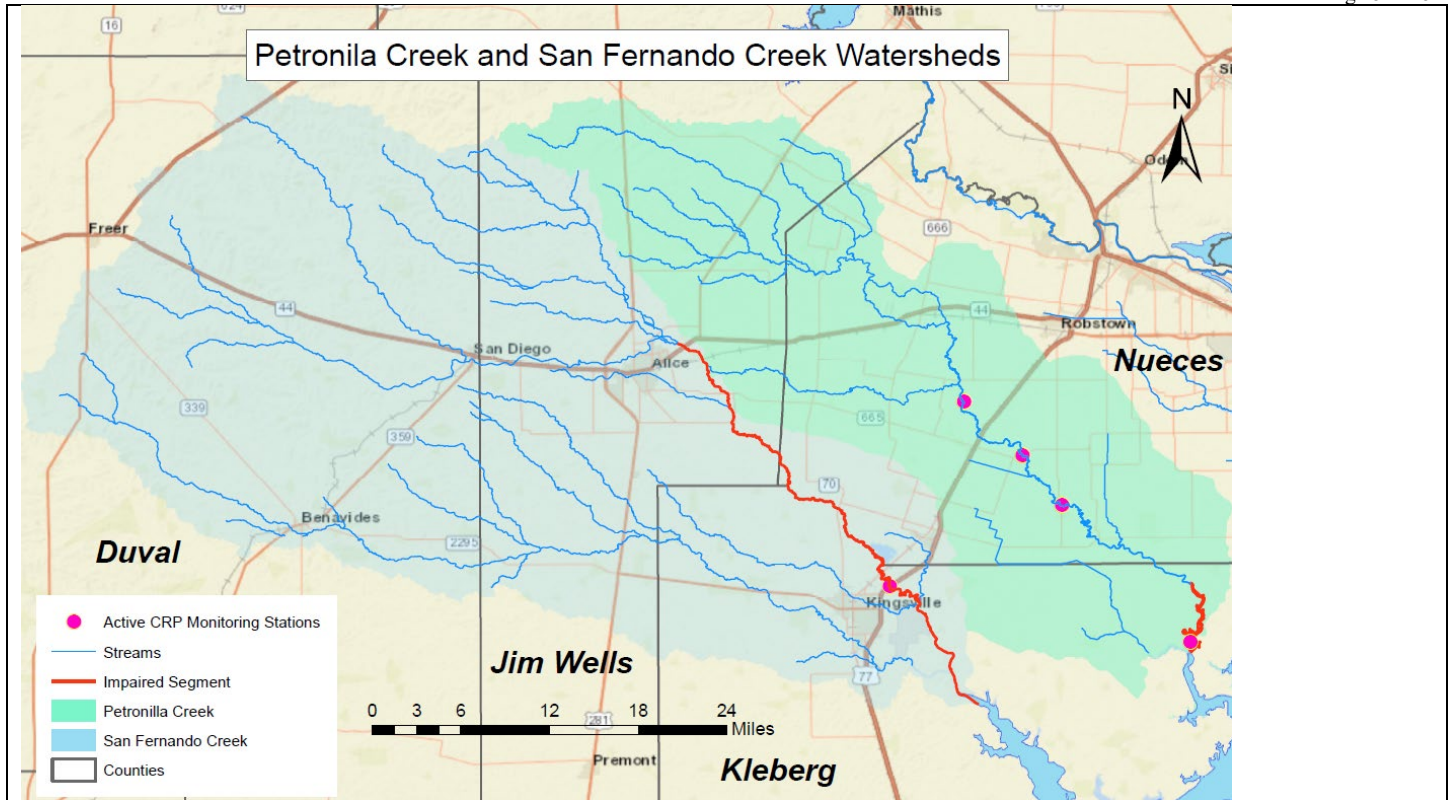 Mathis
16
Petronila Creek and San Fernando Creek Watersheds
N
Freer
666
44
44
Robstown
San Diego
Alice
Nueces
339
665
359
70
Benavides
2295
Duval
Kingsville
Jim Wells
77
Active CRP Monitoring Stations
Streams
Impaired Segment
Petronilla Creek
San Fernando Creek
Counties
0 3 6 12 18 24
Miles
281
Premont
Kleberg